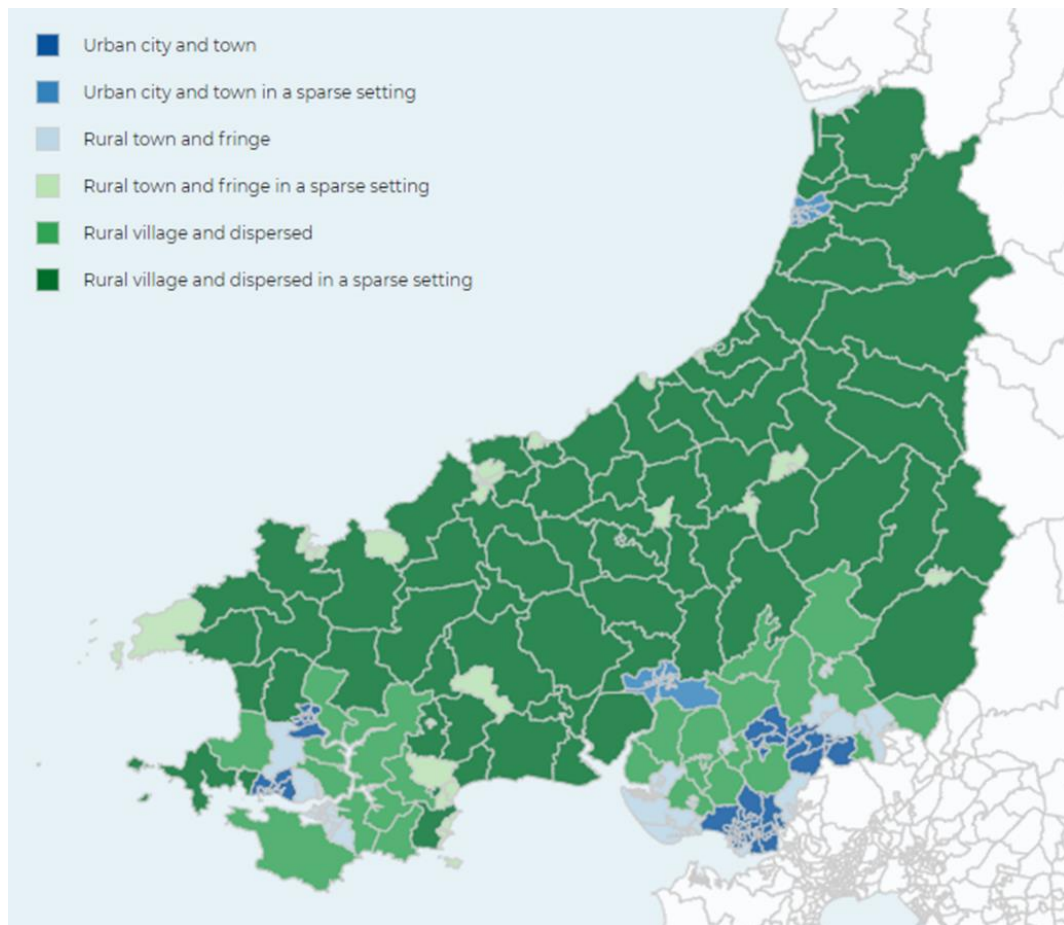 Urban city and town
Urban city and town in a sparse setting
Rural town and fringe
Rural town and fringe in a sparse setting
Rural village and dispersed
Rural village and dispersed in a sparse setting